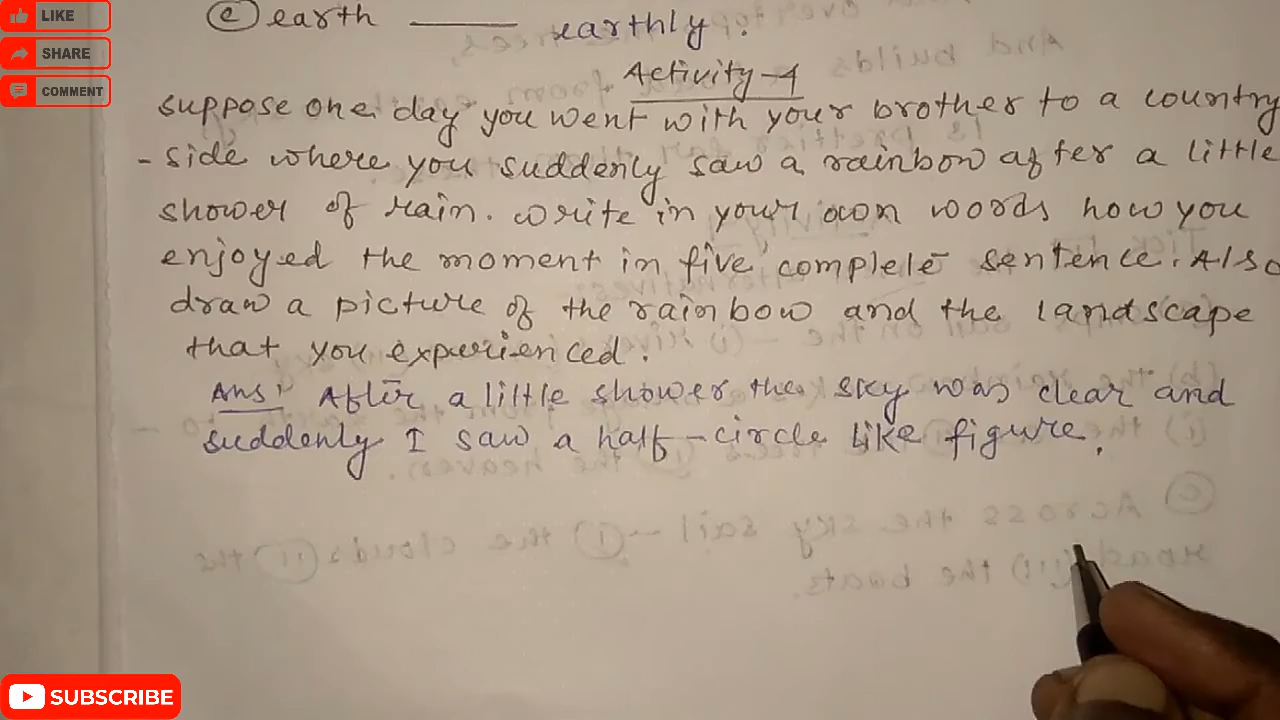 LIKE
SHARE
COMMENT
(e) earth ______ earthly.
Activity-4
suppose one day you went with your brother to a country
- side where you suddenly saw a rainbow after a little
shower of rain. write in your own words how you
enjoyed the moment in five complete sentence. Also
draw a picture of the rainbow and the landscape
that you experienced.
Ans: After a little shower the sky was clear and
suddenly I saw a half-circle like figure.
SUBSCRIBE